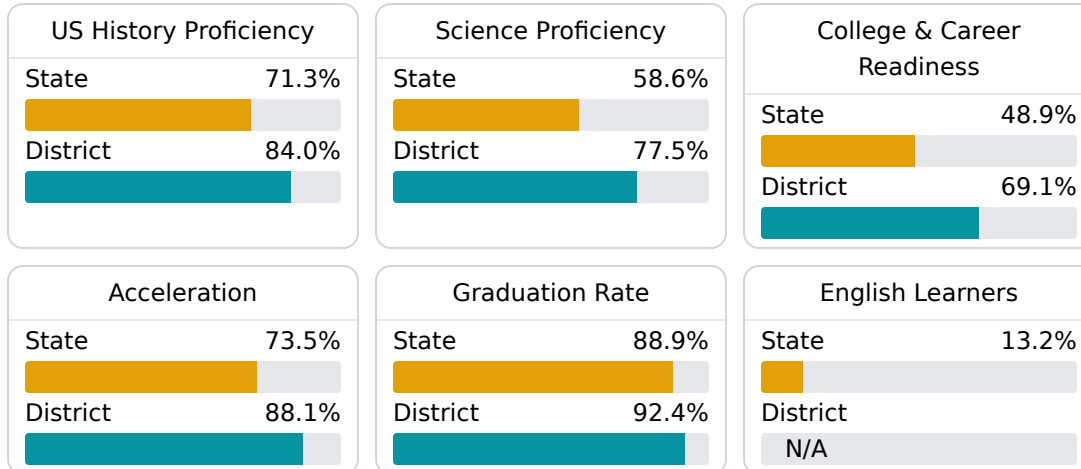 US History Proficiency
State 71.3%
District 84.0%
Science Proficiency
State 58.6%
District 77.5%
College & Career
Readiness
State 48.9%
District 69.1%
Acceleration
State 73.5%
District 88.1%
Graduation Rate
State 88.9%
District 92.4%
English Learners
State 13.2%
District
N/A